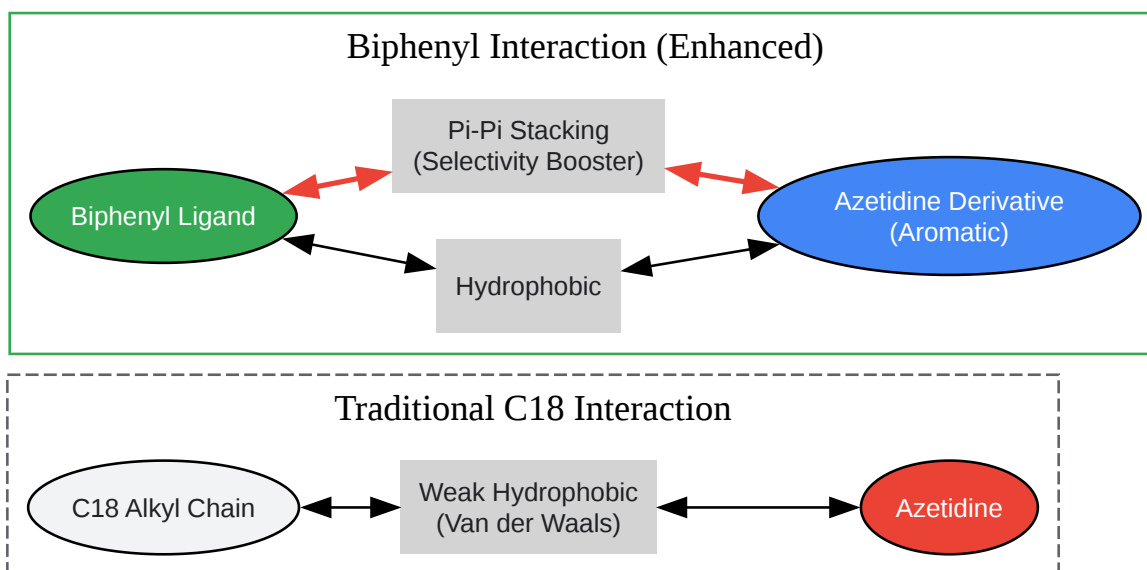 Biphenyl Interaction (Enhanced)
Pi-Pi Stacking
(Selectivity Booster)
Biphenyl Ligand
Azetidine Derivative
(Aromatic)
Hydrophobic
Traditional C18 Interaction
C18 Alkyl Chain
Weak Hydrophobic
(Van der Waals)
Azetidine